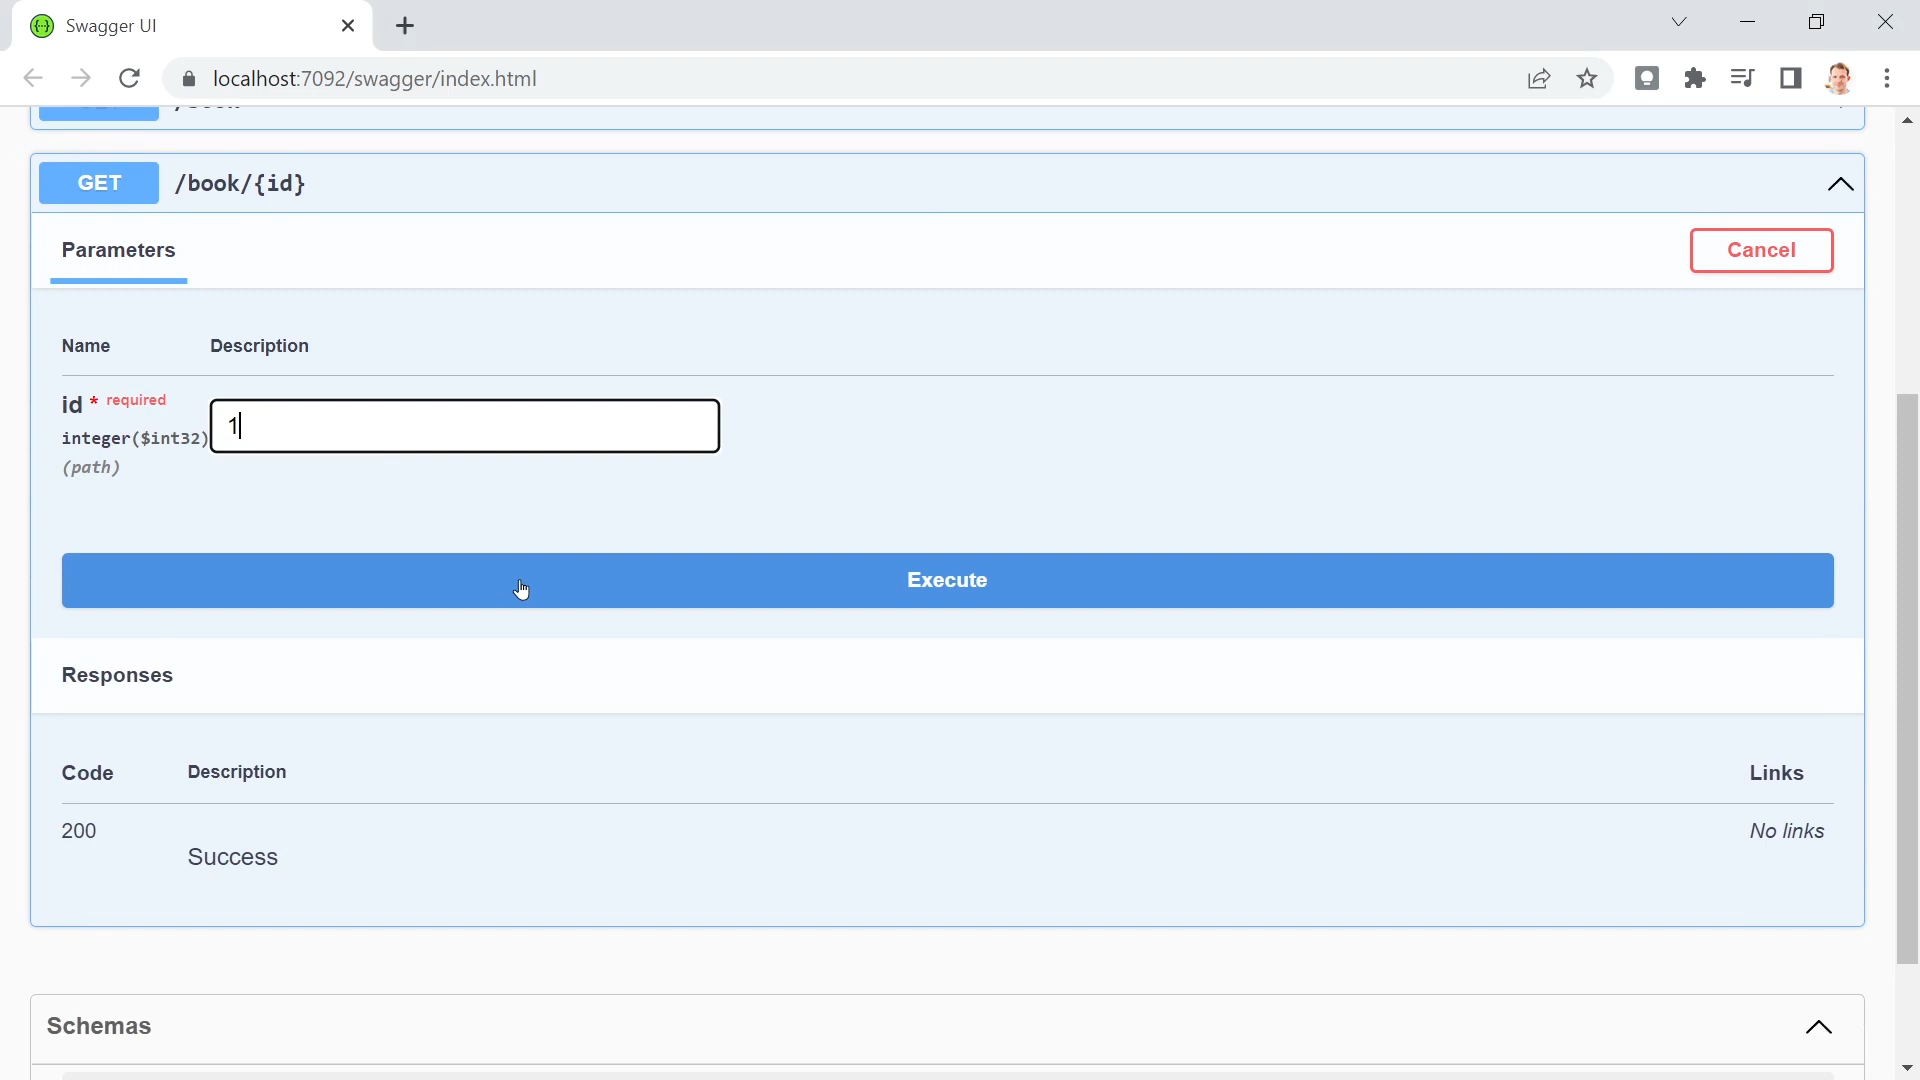 Swagger UI
localhost:7092/swagger/index.html
GET /book/{id}
Parameters
Cancel
Name Description
id * required
integer($int32)
(path)
1
Execute
Responses
Code Description Links
200 No links
Success
Schemas